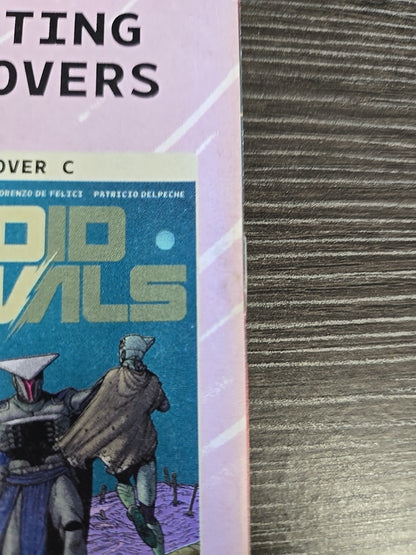 TING
OVERS
OVER C
ORENZO DE FELICI PATRICIO DELPECHE
OID
VALS